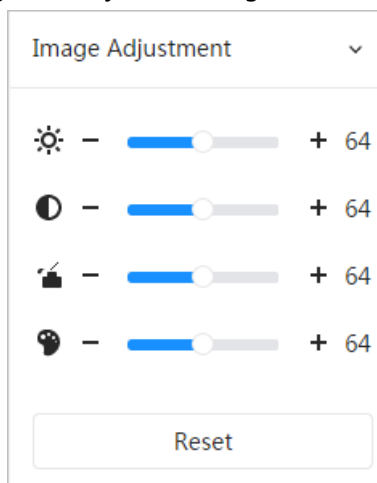 Image Adjustment
- + 64
- + 64
- + 64
- + 64
Reset